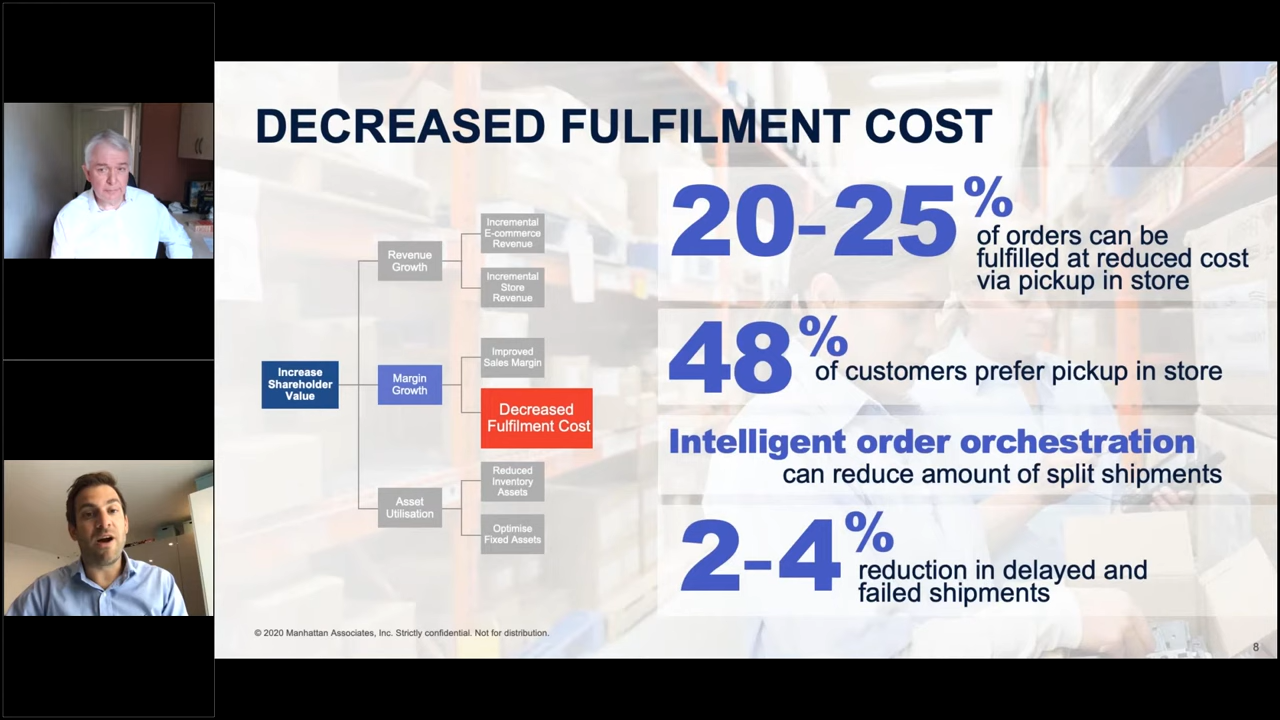 DECREASED FULFILMENT COST
Increase
Shareholder
Value
Revenue
Growth
Incremental
E-commerce
Revenue
Incremental
Store
Revenue
Margin
Growth
Improved
Sales Margin
Decreased
Fulfilment Cost
Asset
Utilisation
Reduced
Inventory
Assets
Optimise
Fixed Assets
20-25%
of orders can be
fulfilled at reduced cost
via pickup in store
48%
of customers prefer pickup in store
Intelligent order orchestration
can reduce amount of split shipments
2-4%
reduction in delayed and
failed shipments
© 2020 Manhattan Associates, Inc. Strictly confidential. Not for distribution.
8